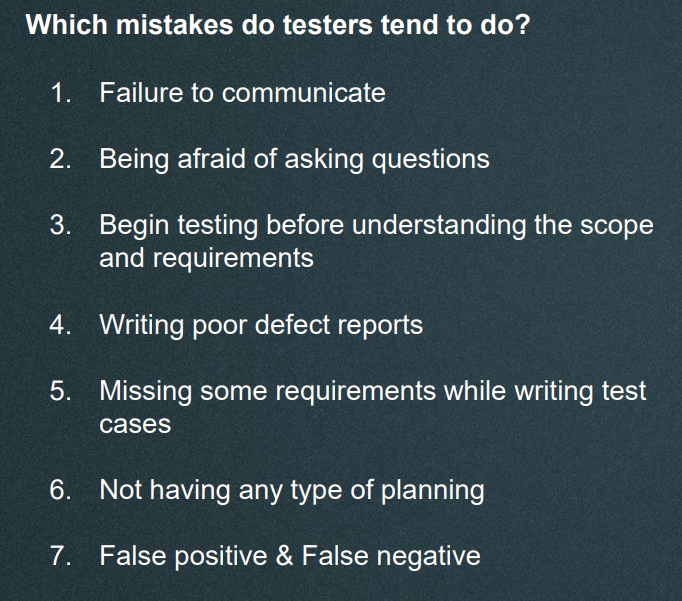 Which mistakes do testers tend to do?
1. Failure to communicate
2. Being afraid of asking questions
3. Begin testing before understanding the scope
and requirements
4. Writing poor defect reports
5. Missing some requirements while writing test
cases
6. Not having any type of planning
7. False positive & False negative